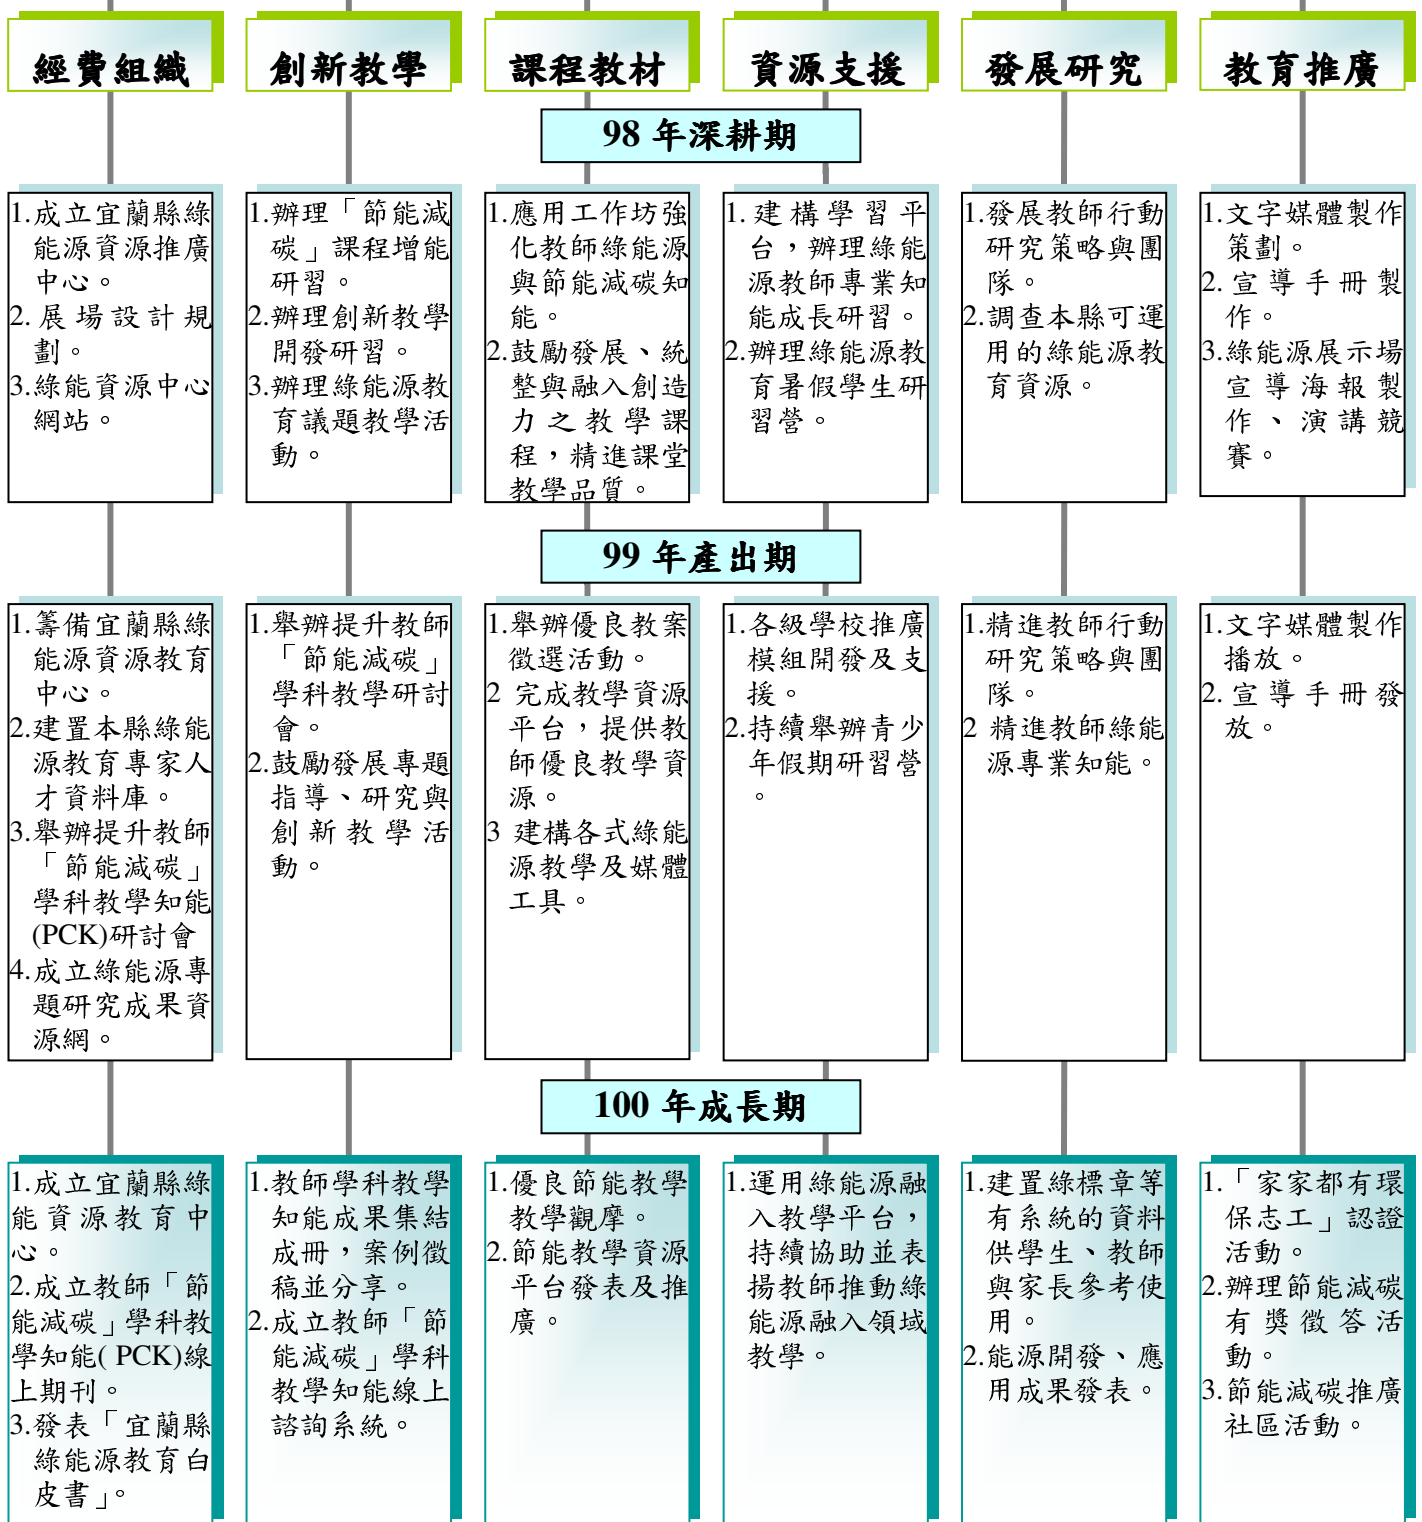 經費組織
創新教學
課程教材
資源支援
發展研究
教育推廣
98 年深耕期
1.成立宜蘭縣綠
能源資源推廣
中心。
2.展場設計規
劃。
3.綠能資源中心
網站。
1.辦理「節能減
碳」課程增能
研習。
2.辦理創新教學
開發研習。
3.辦理綠能源教
育議題教學活
動。
1.應用工作坊強
化教師綠能源
與節能減碳知
能。
2.鼓勵發展、統
整與融入創造
力之教學課
程，精進課堂
教學品質。
1.建構學習平
台，辦理綠能
源教師專業知
能成長研習。
2.辦理綠能源教
育暑假學生研
習營。
1.發展教師行動
研究策略與團
隊。
2.調查本縣可運
用的綠能源教
育資源。
1.文字媒體製作
策劃。
2.宣導手冊製
作。
3.綠能源展示場
宣導海報製
作、演講競
賽。
99 年產出期
1.籌備宜蘭縣綠
能源資源教育
中心。
2.建置本縣綠能
源教育專家人
才資料庫。
3.舉辦提升教師
「節能減碳」
學科教學知能
(PCK)研討會
4.成立綠能源專
題研究成果資
源網。
1.舉辦提升教師
「節能減碳」
學科教學研討
會。
2.鼓勵發展專題
指導、研究與
創新教學活
動。
1.舉辦優良教案
徵選活動。
2 完成教學資源
平台，提供教
師優良教學資
源。
3 建構各式綠能
源教學及媒體
工具。
1.各級學校推廣
模組開發及支
援。
2.持續舉辦青少
年假期研習營
。
1.精進教師行動
研究策略與團
隊。
2 精進教師綠能
源專業知能。
1.文字媒體製作
播放。
2.宣導手冊發
放。
100 年成長期
1.成立宜蘭縣綠
能資源教育中
心。
2.成立教師「節
能減碳」學科教
學知能( PCK)線
上期刊。
3.發表「宜蘭縣
綠能源教育白
皮書」。
1.教師學科教學
知能成果集結
成冊，案例徵
稿並分享。
2.成立教師「節
能減碳」學科
教學知能線上
諮詢系統。
1.優良節能教學
教學觀摩。
2.節能教學資源
平台發表及推
廣。
1.運用綠能源融
入教學平台，
持續協助並表
揚教師推動綠
能源融入領域
教學。
1.建置綠標章等
有系統的資料
供學生、教師
與家長參考使
用。
2.能源開發、應
用成果發表。
1.「家家都有環
保志工」認證
活動。
2.辦理節能減碳
有獎徵答活
動。
3.節能減碳推廣
社區活動。